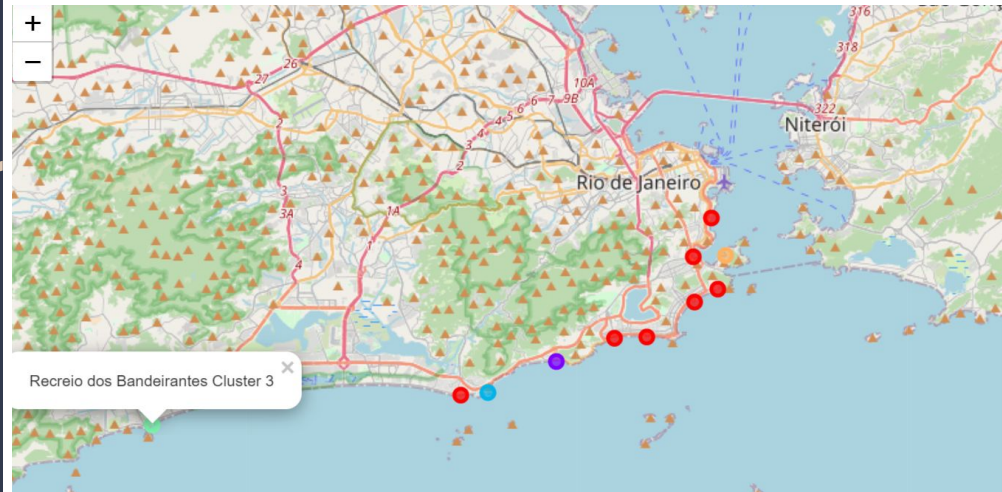 +
−
316
318
26
27
10A
9B
7
6
6
5
4
4
3
2
322
Niterói
2
Rio de Janeiro
3
3A
1A
1
4
Recreio dos Bandeirantes Cluster 3
×